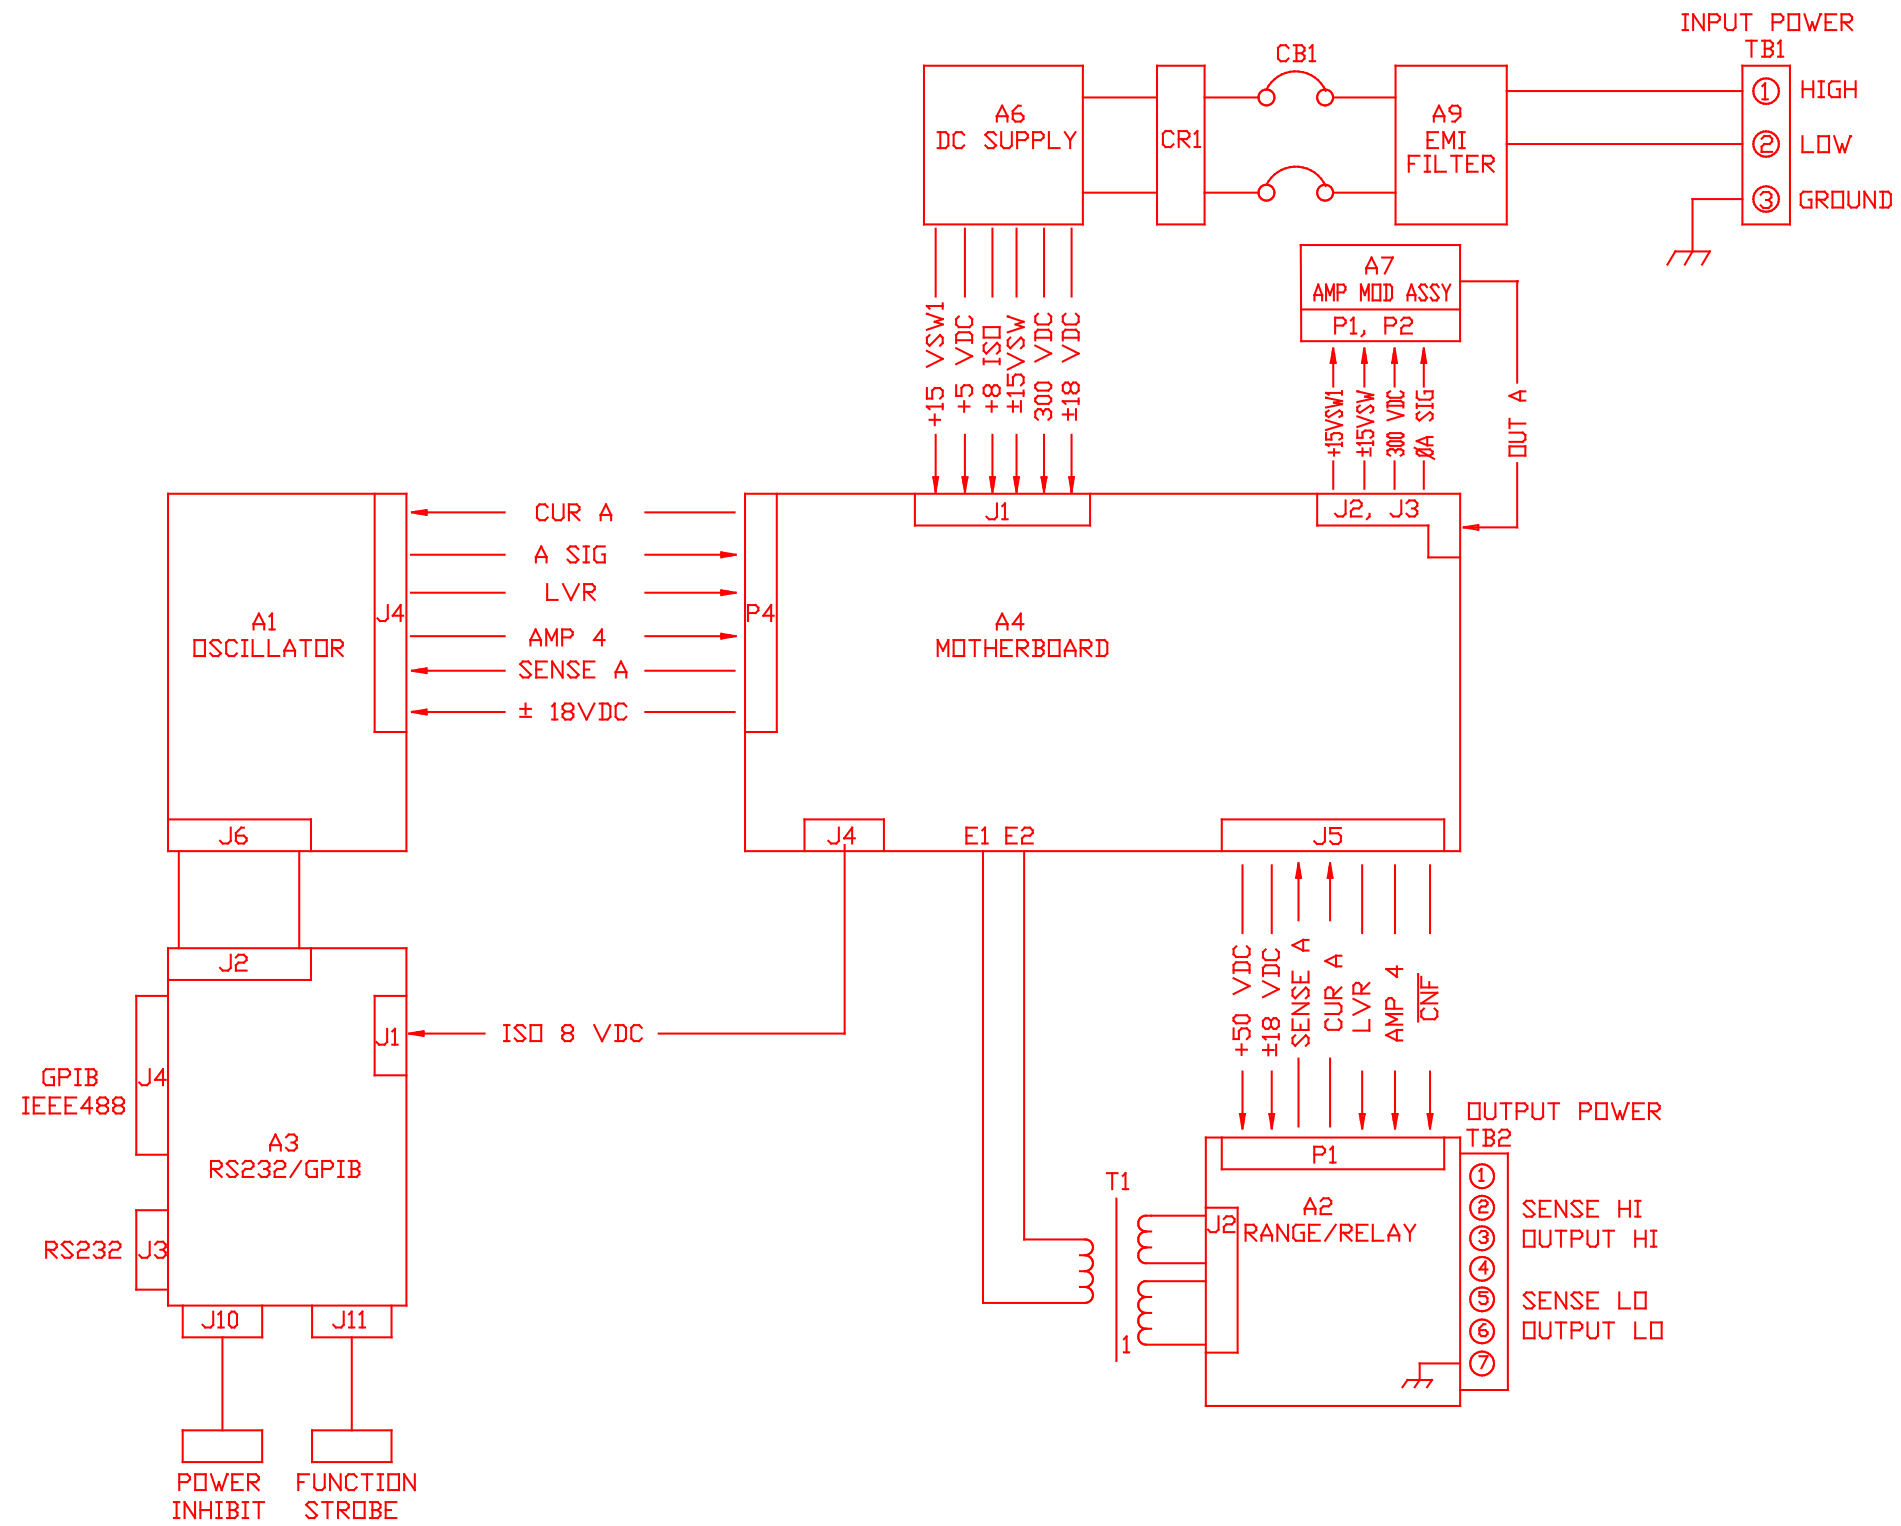 INPUT POWER
TB1
1 HIGH
2 LOW
3 GROUND
CB1
A6
DC SUPPLY
CR1
A9
EMI
FILTER
A7
AMP MOD ASSY
P1, P2
+15 VSW1
+5 VDC
+8 ISO
±15VSW
300 VDC
±18 VDC
+15VSW1
±15VSW
300 VDC
ØA SIG
OUT A
J1
J2, J3
CUR A
A SIG
LVR
AMP 4
SENSE A
± 18VDC
A1
OSCILLATOR
J4
P4
A4
MOTHERBOARD
J6
J4
E1 E2
J5
J2
J1
ISO 8 VDC
+50 VDC
±18 VDC
SENSE A
CUR A
LVR
AMP 4
CNF
GPIB
IEEE488
J4
A3
RS232/GPIB
RS232
J3
J10
J11
POWER
INHIBIT
FUNCTION
STROBE
T1
1
J2
P1
A2
RANGE/RELAY
OUTPUT POWER
TB2
1
2 SENSE HI
3 OUTPUT HI
4
5 SENSE LO
6 OUTPUT LO
7